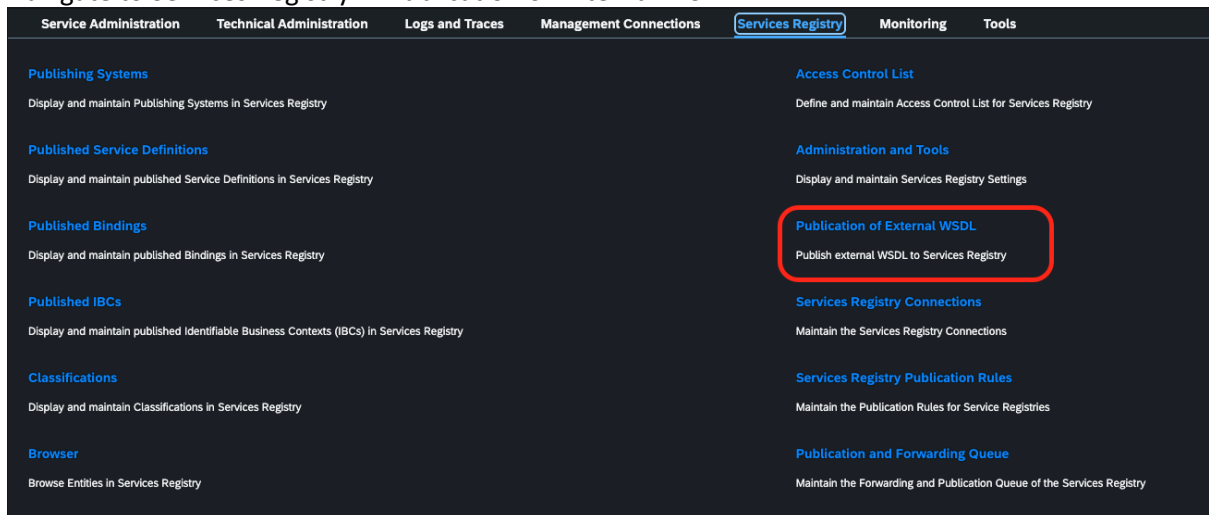 Service Administration Technical Administration Logs and Traces Management Connections Services Registry Monitoring Tools
Publishing Systems
Display and maintain Publishing Systems in Services Registry
Published Service Definitions
Display and maintain published Service Definitions in Services Registry
Published Bindings
Display and maintain published Bindings in Services Registry
Published IBCs
Display and maintain published Identifiable Business Contexts (IBCs) in Services Registry
Classifications
Display and maintain Classifications in Services Registry
Browser
Browse Entities in Services Registry
Access Control List
Define and maintain Access Control List for Services Registry
Administration and Tools
Display and maintain Services Registry Settings
Publication of External WSDL
Publish external WSDL to Services Registry
Services Registry Connections
Maintain the Services Registry Connections
Services Registry Publication Rules
Maintain the Publication Rules for Service Registries
Publication and Forwarding Queue
Maintain the Forwarding and Publication Queue of the Services Registry